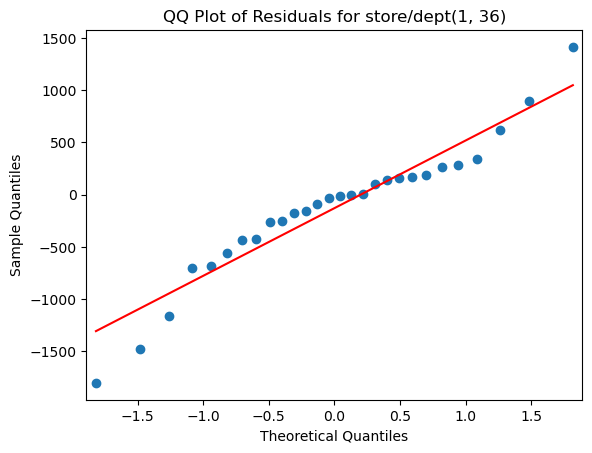 QQ Plot of Residuals for store/dept(1, 36)
1500
1000
500
0
−500
−1000
−1500
Sample Quantiles
−1.5 −1.0 −0.5 0.0 0.5 1.0 1.5
Theoretical Quantiles